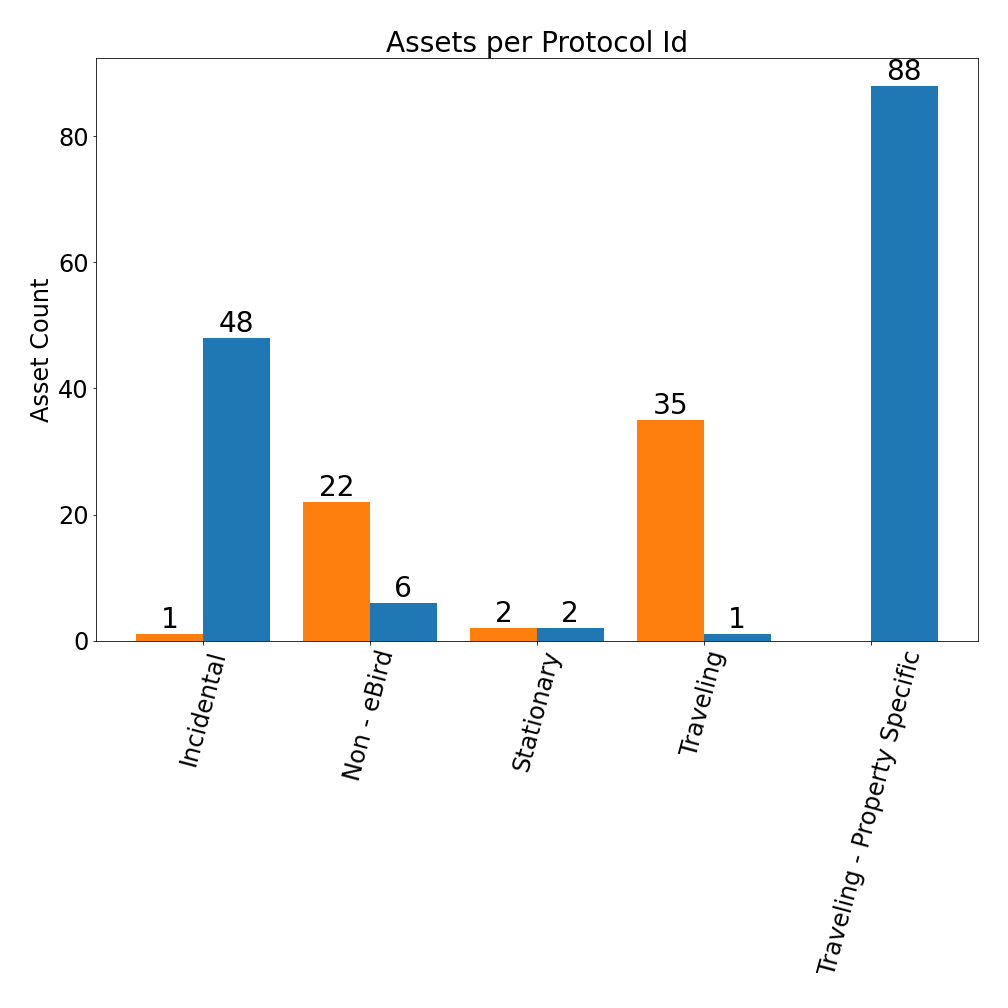 Assets per Protocol Id
88
80
60
Asset Count
48
40
35
22
20
6
2
2
1
1
0
Incidental
Non - eBird
Stationary
Traveling
Traveling - Property Specific